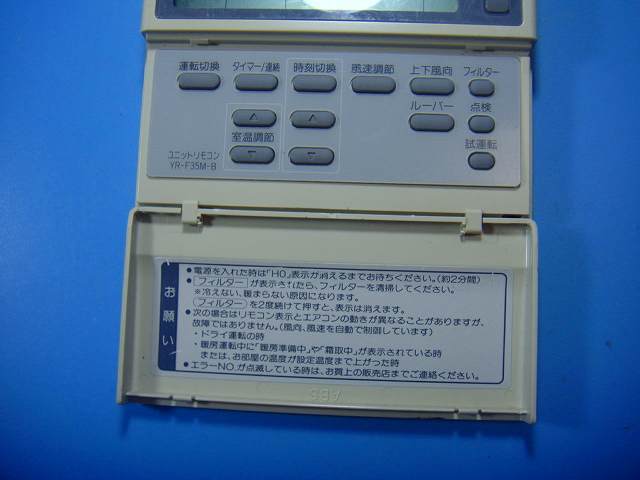 運転切換 タイマー/連続 時刻切換 風速調節 上下風向 フィルター
ルーバー 点検
室温調節 試運転
ユニットリモコン
YR-F35M-B
お願い
●電源を入れた時は「HO」表示が消えるまでお待ちください。(約2分間)
●フィルター が表示されたら、フィルターを清掃してください。
※冷えない、暖まらない原因になります。
フィルター を2度続けて押すと、表示は消えます。
●次の場合はリモコン表示とエアコンの動きが異なることがありますが、
故障ではありません。(風向、風速を自動で制御しています)
・ドライ運転の時
・暖房運転中に「暖房準備中」や「霜取中」が表示されている時
または、お部屋の温度が設定温度まで上がった時
●エラーNO.が点滅している時は、お買上の販売店までご連絡ください。
ABS